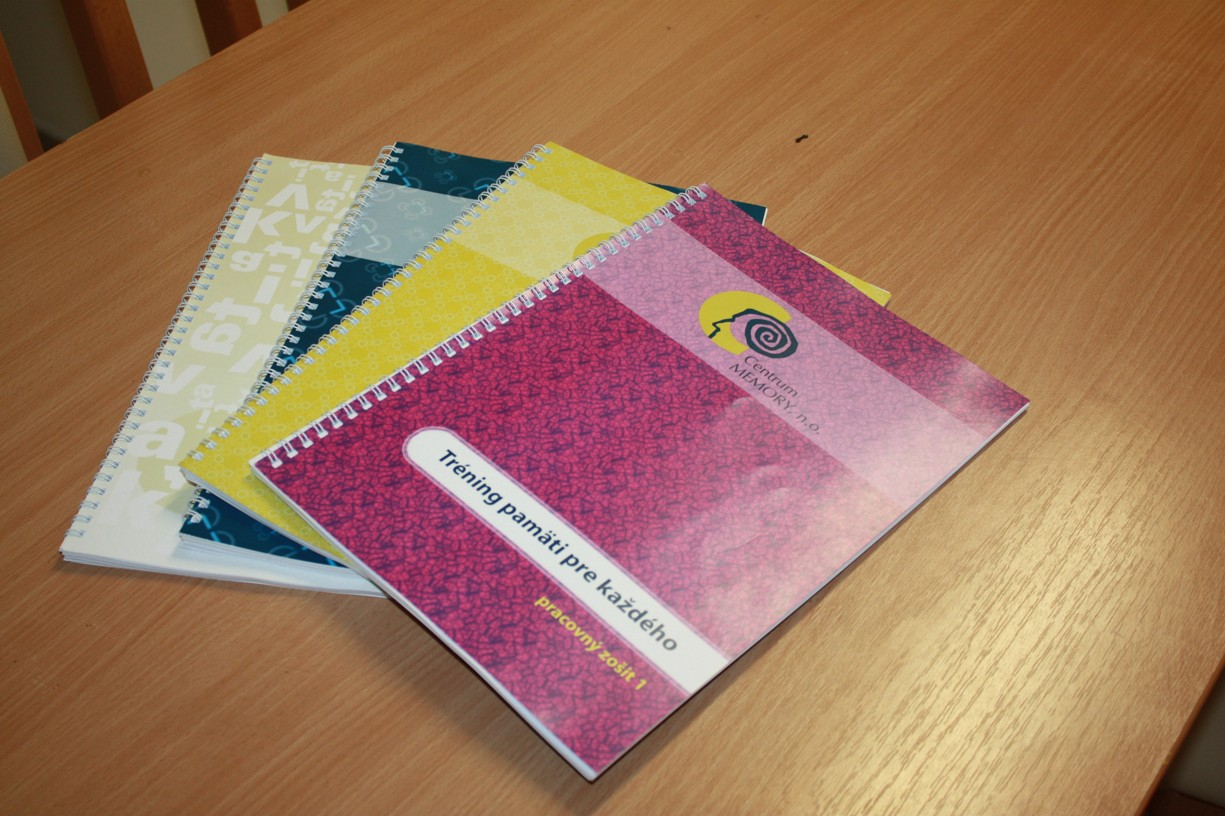 Centrum
MEMORY, n.o.
Tréning pamäti pre každého
pracovný zošit 1